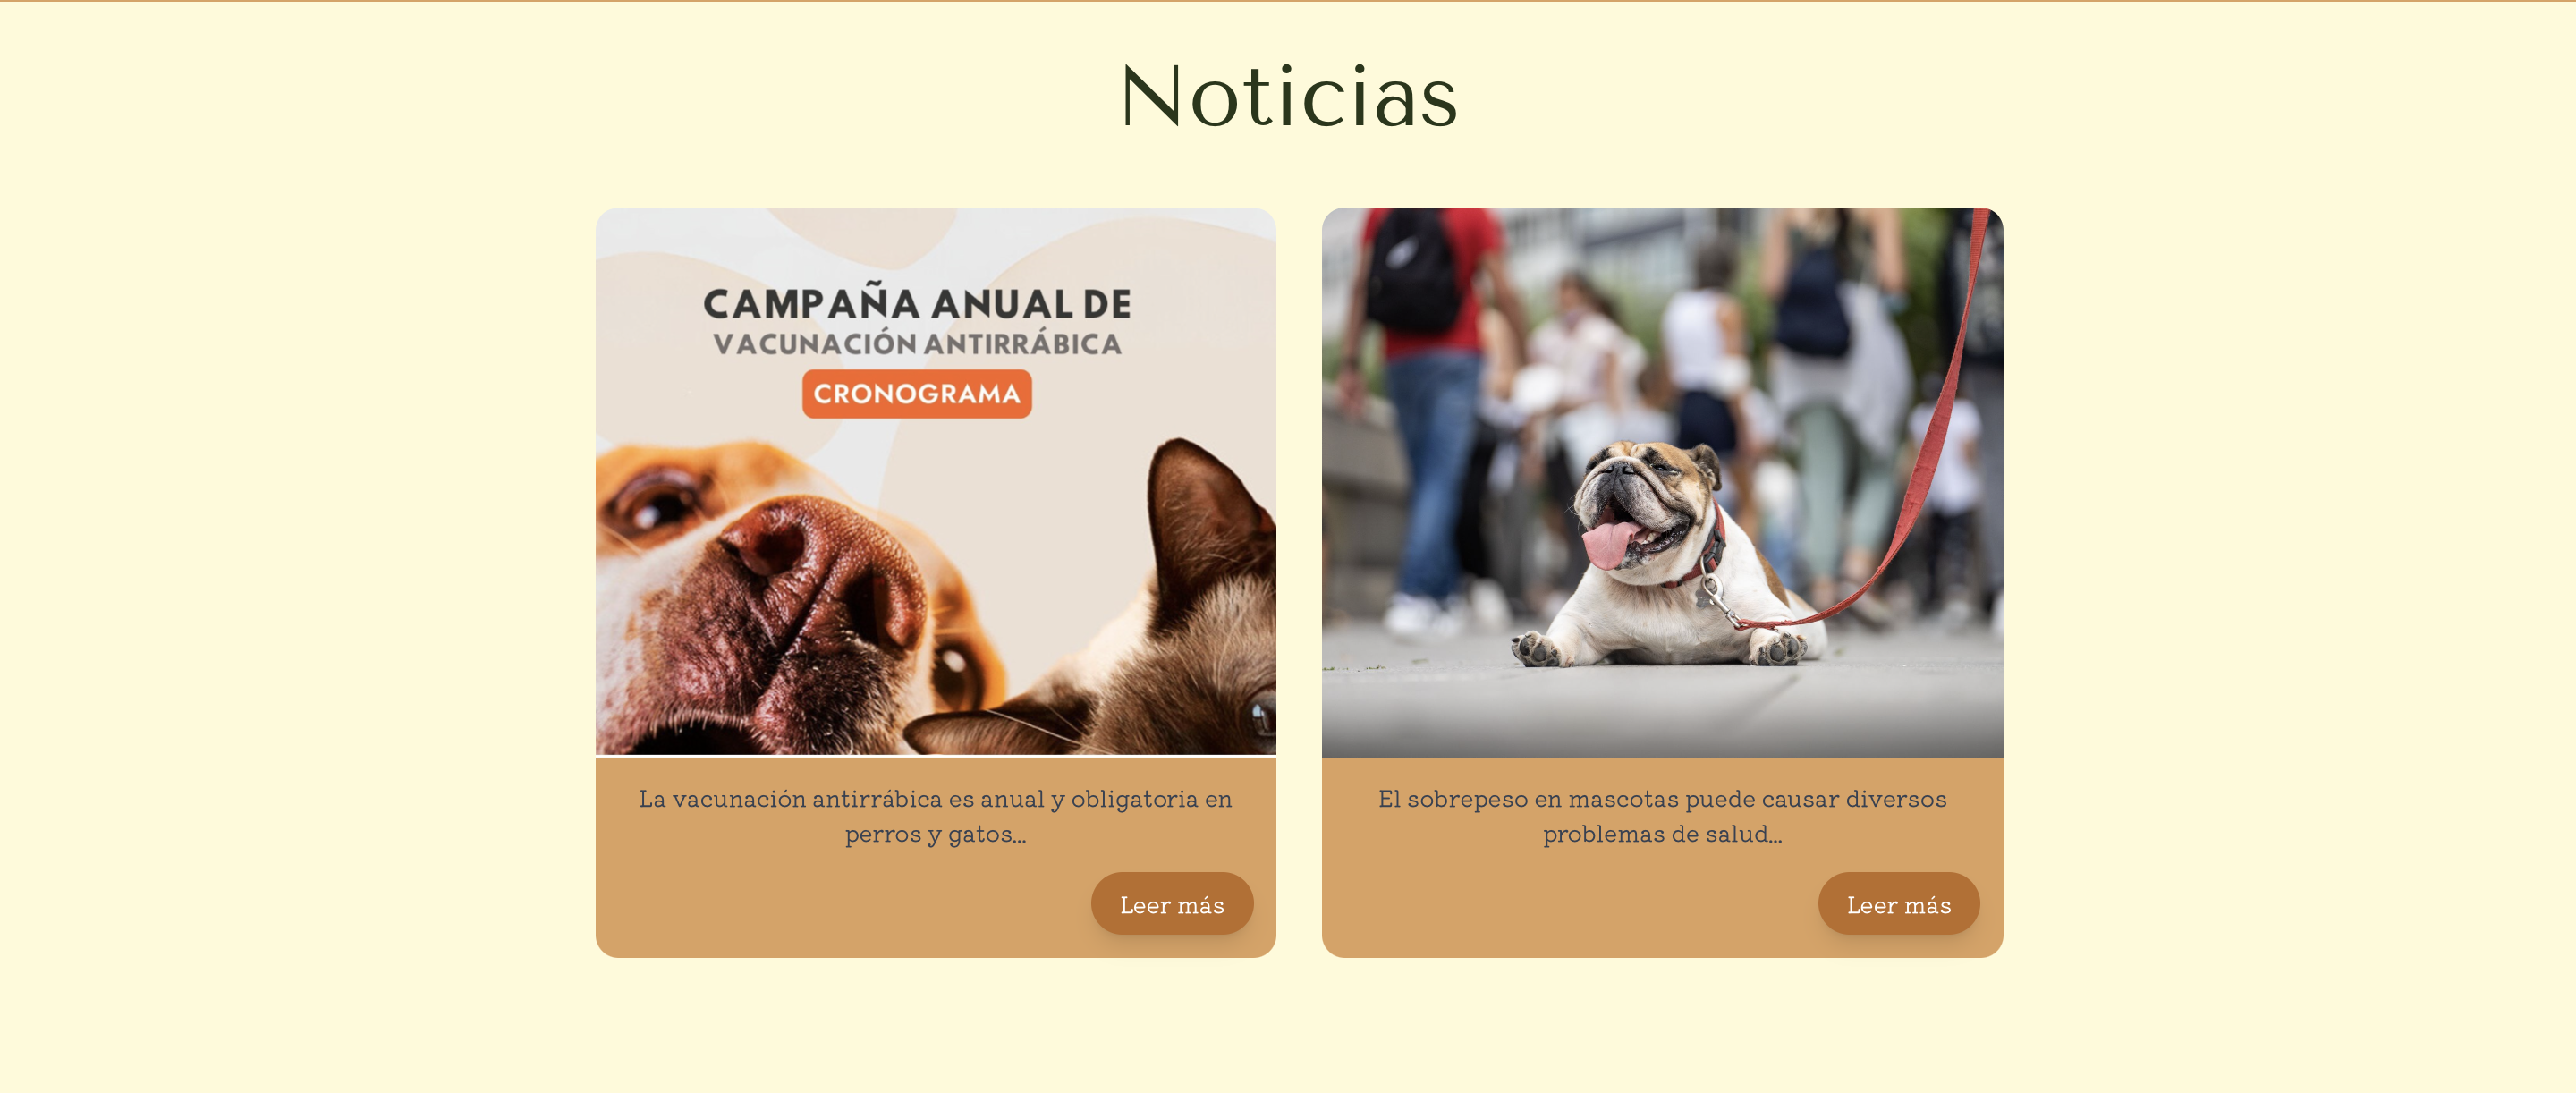 Noticias
CAMPAÑA ANUAL DE
VACUNACIÓN ANTIRRÁBICA
CRONOGRAMA
La vacunación antirrábica es anual y obligatoria en
perros y gatos...
Leer más
El sobrepeso en mascotas puede causar diversos
problemas de salud...
Leer más